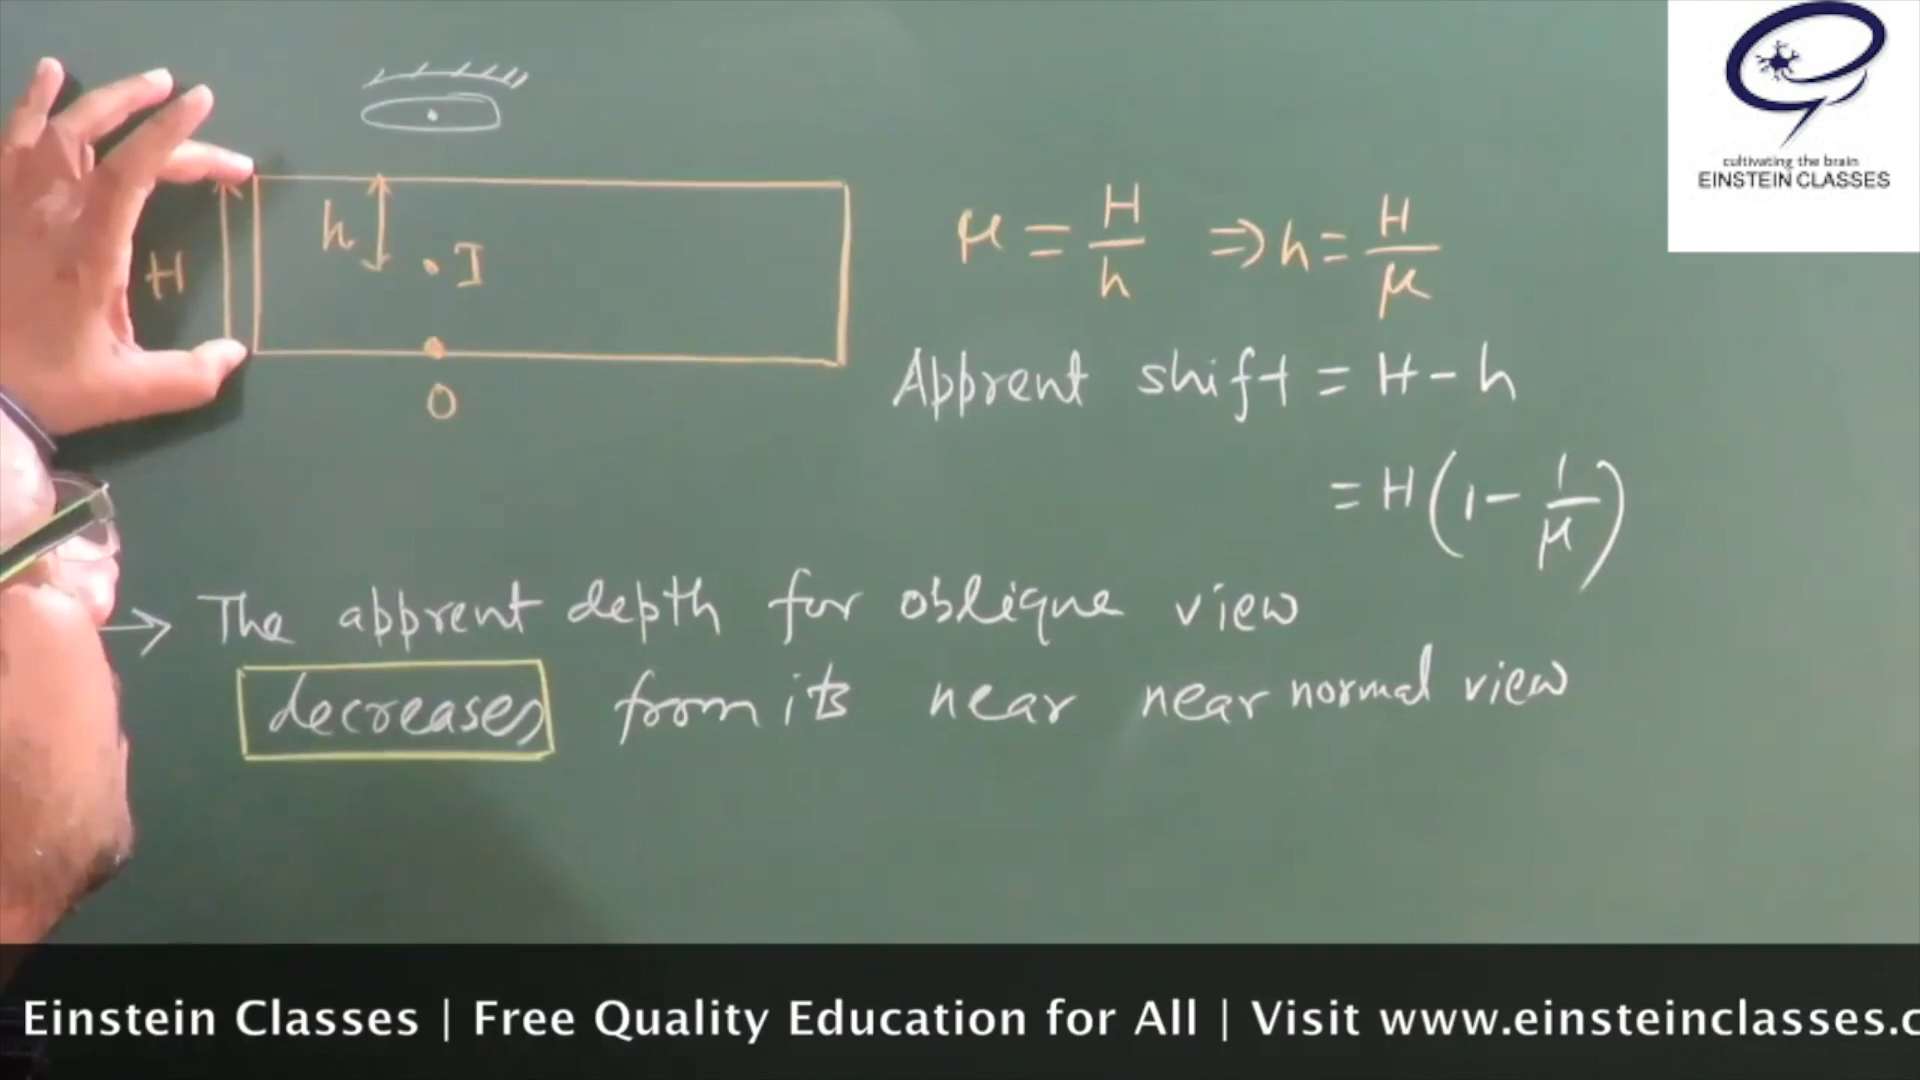 cultivating the brain
EINSTEIN CLASSES
h
H
I
O
μ = H/h ⇒ h = H/μ
Apprent shift = H - h
= H(1 - 1/μ)
→ The apprent depth for oblique view
decreases from its near near normal view
Einstein Classes | Free Quality Education for All | Visit www.einsteinclasses.c